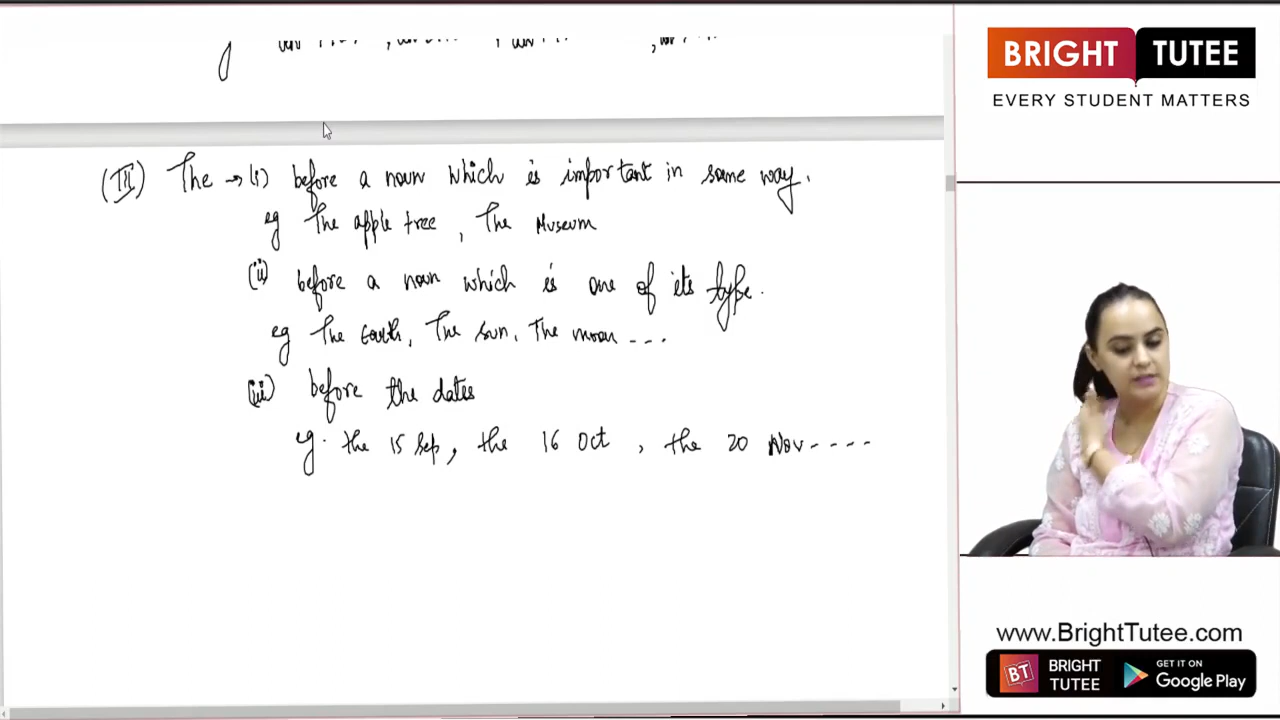 BRIGHT TUTEE
EVERY STUDENT MATTERS
(III) The → (i) before a noun which is important in some way.
eg The apple tree, The Museum
(ii) before a noun which is one of its type.
eg The Earth, The sun, The moon ---
(iii) before the dates
eg. the 15 Sep, the 16 Oct, the 20 Nov----
www.BrightTutee.com
BT BRIGHT TUTEE
GET IT ON Google Play